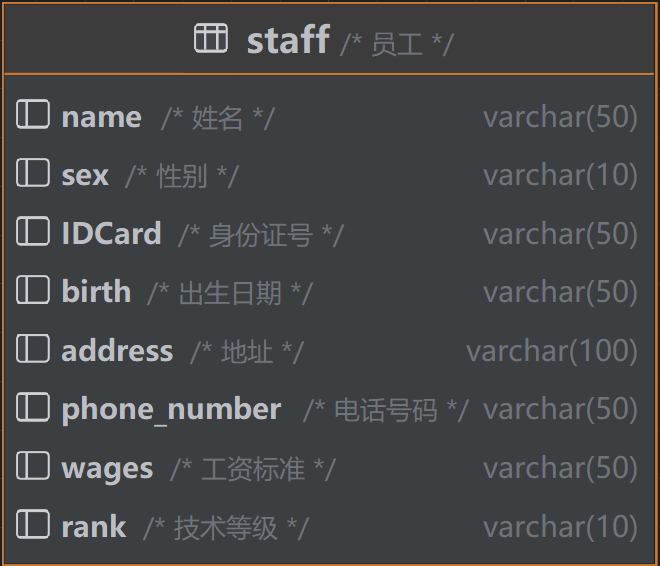 staff /* 员工 */
name /* 姓名 */ varchar(50)
sex /* 性别 */ varchar(10)
IDCard /* 身份证号 */ varchar(50)
birth /* 出生日期 */ varchar(50)
address /* 地址 */ varchar(100)
phone_number /* 电话号码 */ varchar(50)
wages /* 工资标准 */ varchar(50)
rank /* 技术等级 */ varchar(10)